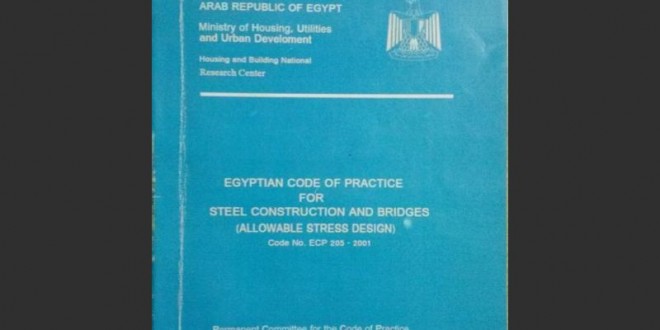 ARAB REPUBLIC OF EGYPT
Ministry of Housing, Utilities
and Urban Develoment
Housing and Building National
Research Center
EGYPTIAN CODE OF PRACTICE
FOR
STEEL CONSTRUCTION AND BRIDGES
(ALLOWABLE STRESS DESIGN)
Code No. ECP 205 - 2001
Permanent Committee for the Code of Practice